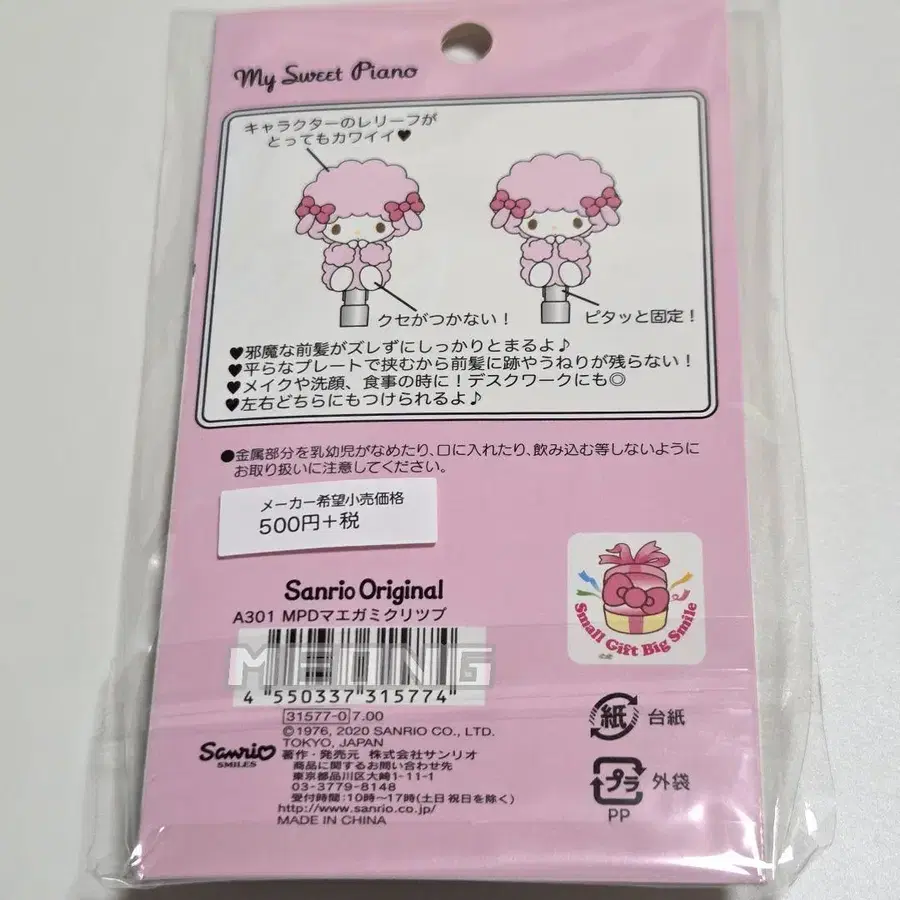 My Sweet Piano
キャラクターのレリーフが
とってもカワイイ♥
クセがつかない！
ピタッと固定！
♥邪魔な前髪がズレずにしっかりとまるよ♪
♥平らなプレートで挟むから前髪に跡やうねりが残らない！
♥メイクや洗顔、食事の時に！デスクワークにも◎
♥左右どちらにもつけられるよ♪
●金属部分を乳幼児がなめたり、口に入れたり、飲み込む等しないように
お取り扱いに注意してください。
メーカー希望小売価格
500円+税
Sanrio Original
A301 MPDマエガミクリツプ
MEONG
4 550337 315774
31577-0 7.00
©1976, 2020 SANRIO CO., LTD.
TOKYO, JAPAN
著作・発売元 株式会社サンリオ
商品に関するお問い合わせ先
東京都品川区大崎1-11-1
03-3779-8148
受付時間：10時〜17時(土日祝日を除く)
http://www.sanrio.co.jp/
MADE IN CHINA
Sanrio
SMILES
Small Gift Big Smile
紙 台紙
プラ 外袋
PP